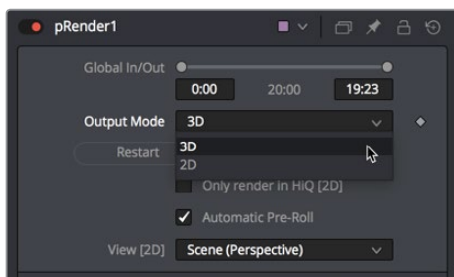 pRender1
Global In/Out
0:00 20:00 19:23
Output Mode 3D
Restart 3D
2D
Only render in HiQ [2D]
Automatic Pre-Roll
View [2D] Scene (Perspective)